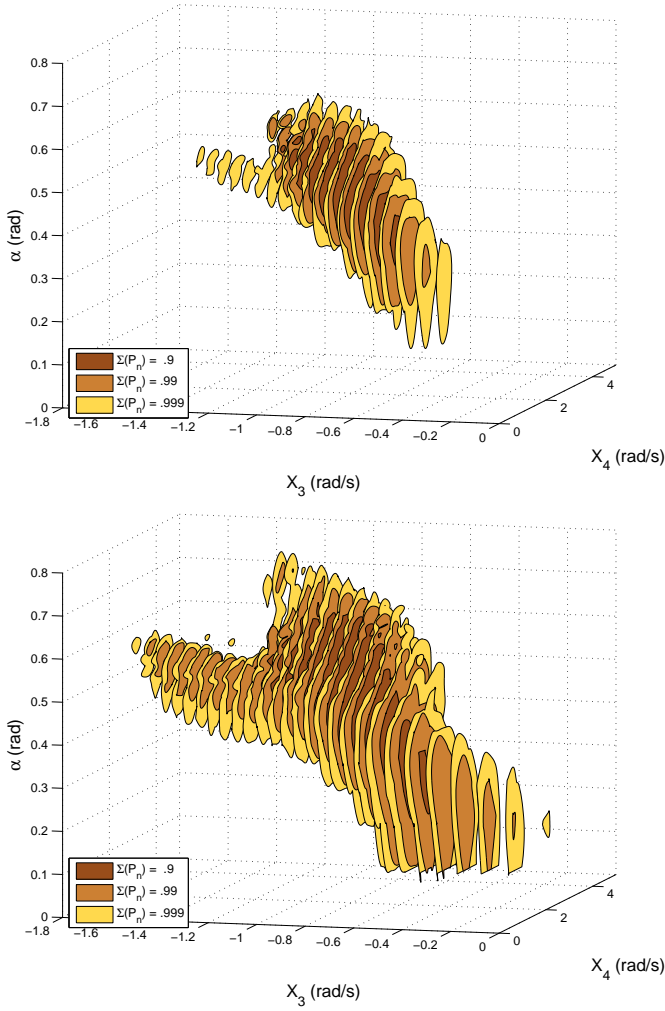 0.8
0.7
0.6
0.5
0.4
0.3
0.2
0.1
0
α (rad)
Σ(P_n) = .9
Σ(P_n) = .99
Σ(P_n) = .999
−1.8 −1.6 −1.4 −1.2 −1 −0.8 −0.6 −0.4 −0.2 0
0 2 4
X_3 (rad/s)
X_4 (rad/s)
0.8
0.7
0.6
0.5
0.4
0.3
0.2
0.1
0
α (rad)
Σ(P_n) = .9
Σ(P_n) = .99
Σ(P_n) = .999
−1.8 −1.6 −1.4 −1.2 −1 −0.8 −0.6 −0.4 −0.2 0
0 2 4
X_3 (rad/s)
X_4 (rad/s)